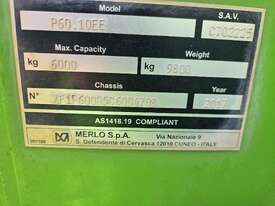 Model
S.A.V.
P60.10EE
Max. Capacity
Weight
kg 6000
kg 9800
Chassis
Year
N°
2017
AS1418.19 COMPLIANT
MERLO S.p.A.
Via Nazionale 9
S. Defendente di Cervasca 12010 CUNEO - ITALY